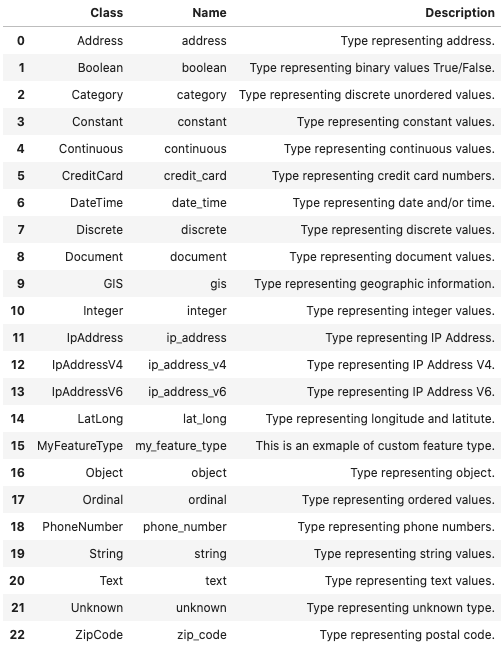 Class Name Description
0 Address address Type representing address.
1 Boolean boolean Type representing binary values True/False.
2 Category category Type representing discrete unordered values.
3 Constant constant Type representing constant values.
4 Continuous continuous Type representing continuous values.
5 CreditCard credit_card Type representing credit card numbers.
6 DateTime date_time Type representing date and/or time.
7 Discrete discrete Type representing discrete values.
8 Document document Type representing document values.
9 GIS gis Type representing geographic information.
10 Integer integer Type representing integer values.
11 IpAddress ip_address Type representing IP Address.
12 IpAddressV4 ip_address_v4 Type representing IP Address V4.
13 IpAddressV6 ip_address_v6 Type representing IP Address V6.
14 LatLong lat_long Type representing longitude and latitute.
15 MyFeatureType my_feature_type This is an exmaple of custom feature type.
16 Object object Type representing object.
17 Ordinal ordinal Type representing ordered values.
18 PhoneNumber phone_number Type representing phone numbers.
19 String string Type representing string values.
20 Text text Type representing text values.
21 Unknown unknown Type representing unknown type.
22 ZipCode zip_code Type representing postal code.